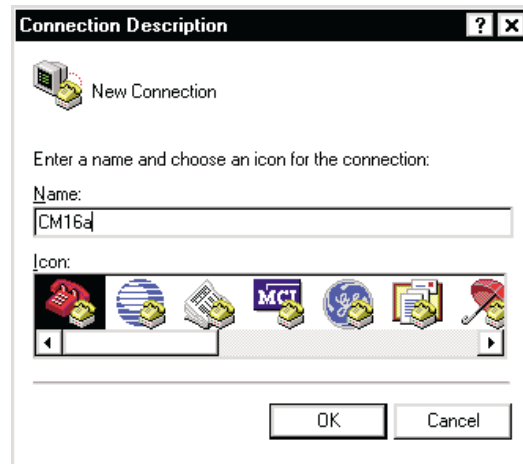 Connection Description
New Connection
Enter a name and choose an icon for the connection:
Name:
CM16a
Icon:
MCI
OK
Cancel